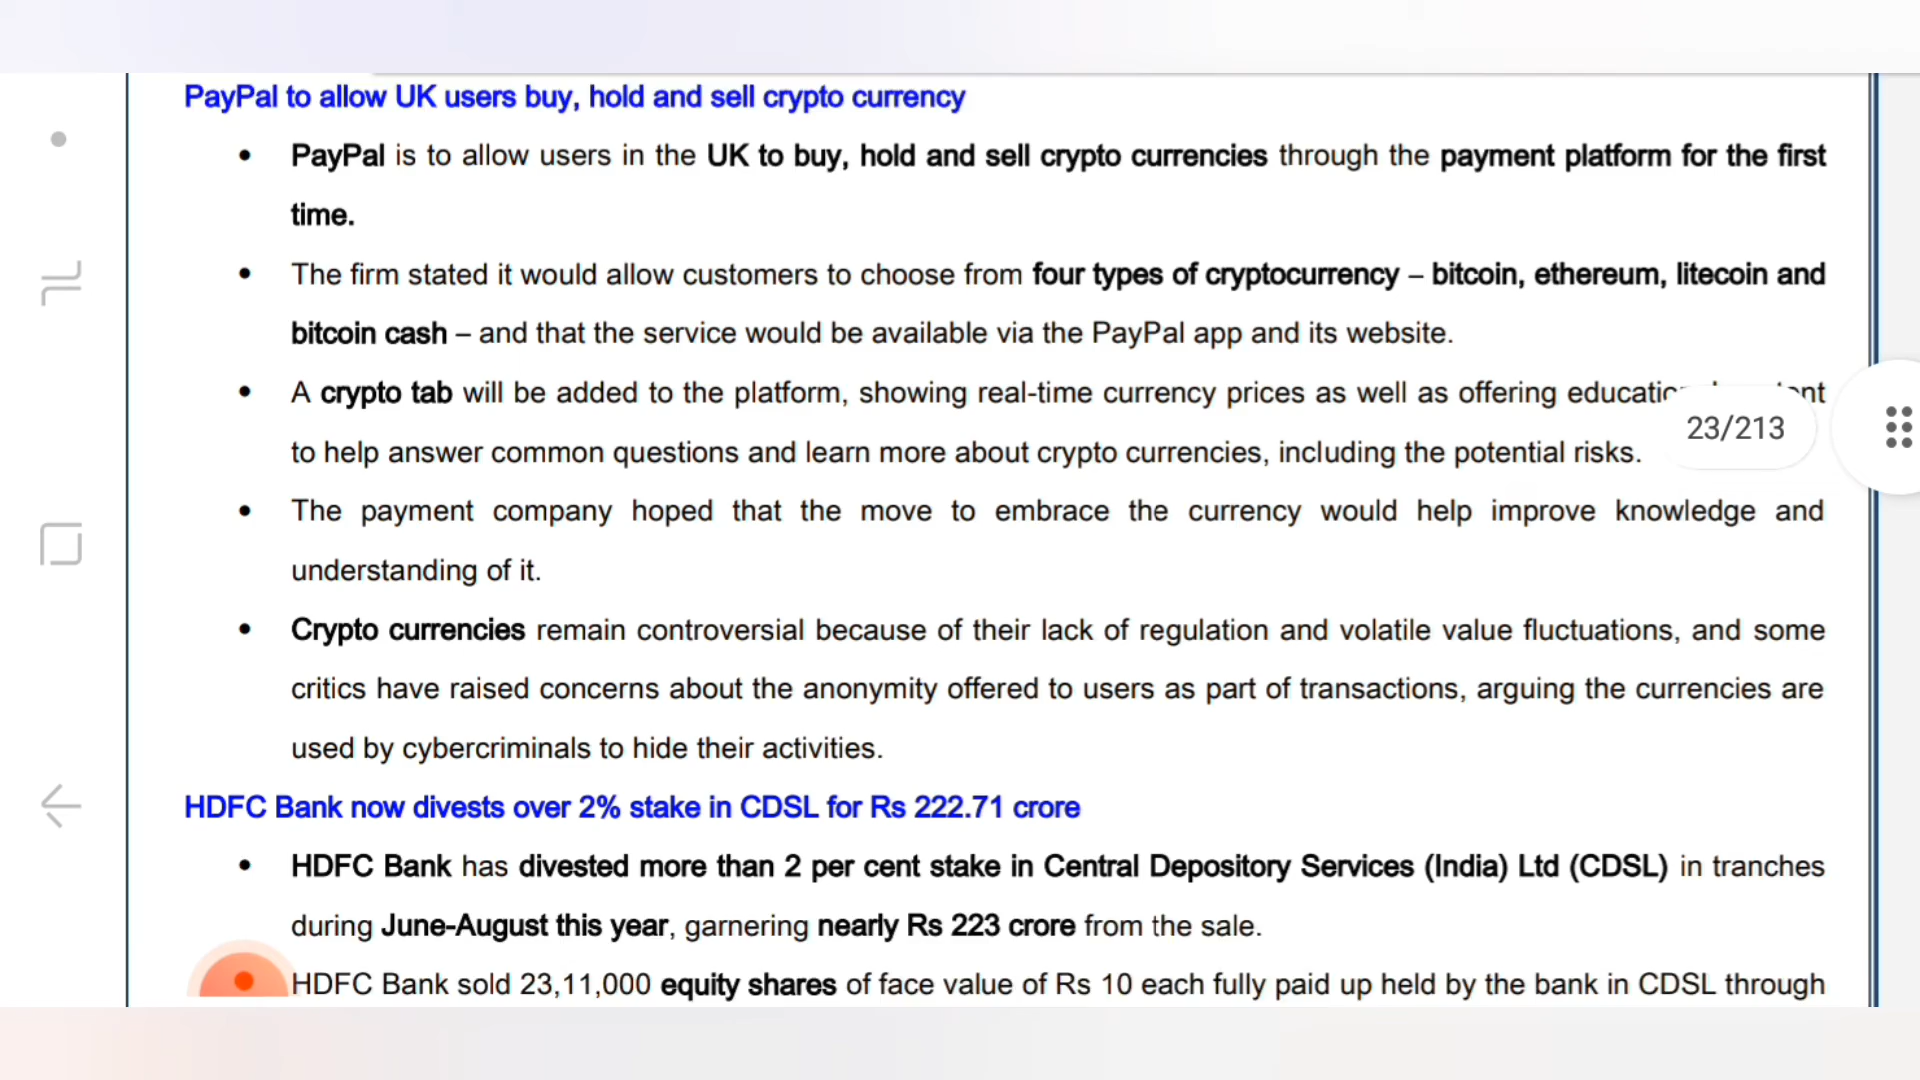 PayPal to allow UK users buy, hold and sell crypto currency
• PayPal is to allow users in the UK to buy, hold and sell crypto currencies through the payment platform for the first
time.
• The firm stated it would allow customers to choose from four types of cryptocurrency – bitcoin, ethereum, litecoin and
bitcoin cash – and that the service would be available via the PayPal app and its website.
• A crypto tab will be added to the platform, showing real-time currency prices as well as offering
23/213
to help answer common questions and learn more about crypto currencies, including the potential risks.
• The payment company hoped that the move to embrace the currency would help improve knowledge and
understanding of it.
• Crypto currencies remain controversial because of their lack of regulation and volatile value fluctuations, and some
critics have raised concerns about the anonymity offered to users as part of transactions, arguing the currencies are
used by cybercriminals to hide their activities.
HDFC Bank now divests over 2% stake in CDSL for Rs 222.71 crore
• HDFC Bank has divested more than 2 per cent stake in Central Depository Services (India) Ltd (CDSL) in tranches
during June-August this year, garnering nearly Rs 223 crore from the sale.
HDFC Bank sold 23,11,000 equity shares of face value of Rs 10 each fully paid up held by the bank in CDSL through